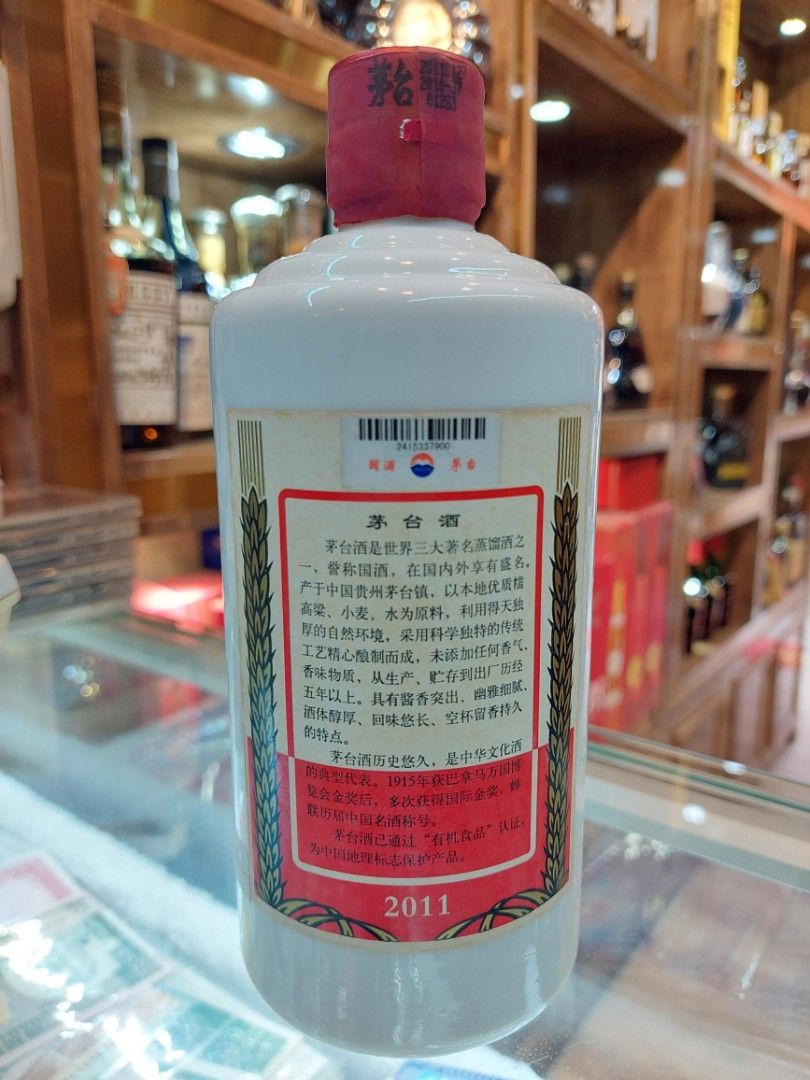 茅台
2415337900
国酒 茅台
茅台酒
茅台酒是世界三大著名蒸馏酒之
一，誉称国酒，在国内外享有盛名。
产于中国贵州茅台镇，以本地优质糯
高粱、小麦、水为原料，利用得天独
厚的自然环境，采用科学独特的传统
工艺精心酿制而成，未添加任何香气、
香味物质，从生产、贮存到出厂历经
五年以上。具有酱香突出、幽雅细腻、
酒体醇厚、回味悠长、空杯留香持久
的特点。
茅台酒历史悠久，是中华文化酒
的典型代表。1915年获巴拿马万国博
览会金奖后，多次获得国际金奖，蝉
联历届中国名酒称号。
茅台酒已通过“有机食品”认证，
为中国地理标志保护产品。
2011